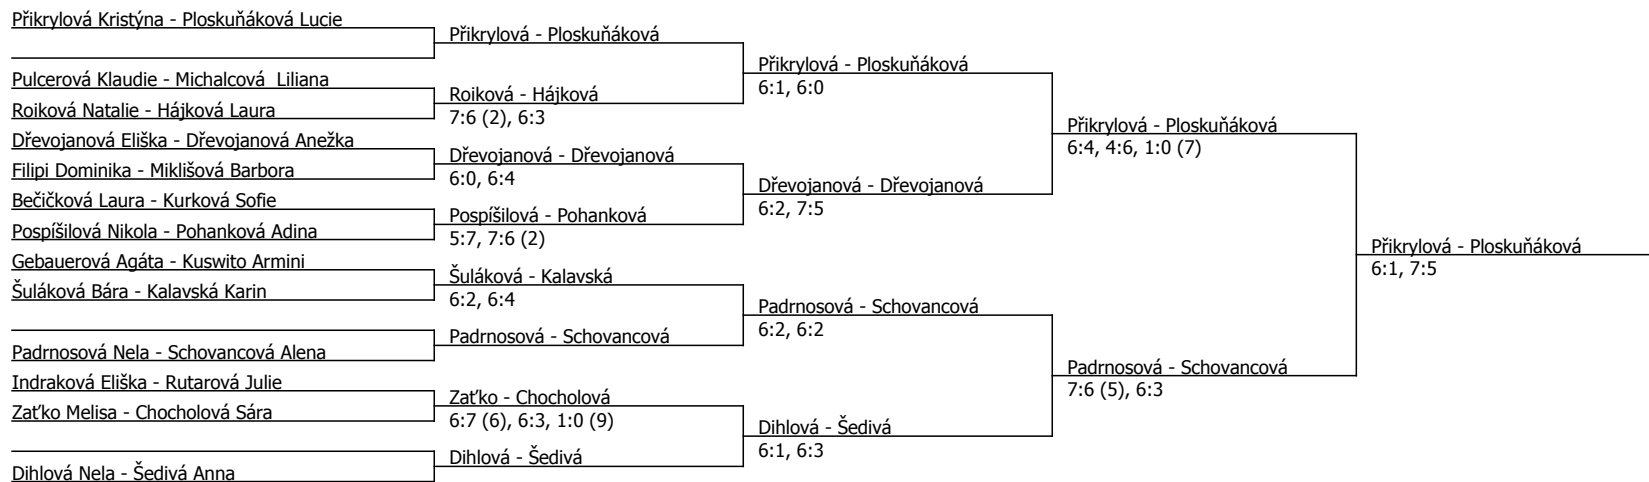 Přikrylová Kristýna - Ploskuňáková Lucie
Pulcerová Klaudie - Michalcová  Liliana
Roiková Natalie - Hájková Laura
Dřevojanová Eliška - Dřevojanová Anežka
Filipi Dominika - Miklišová Barbora
Bečičková Laura - Kurková Sofie
Pospíšilová Nikola - Pohanková Adina
Gebauerová Agáta - Kuswito Armini
Šuláková Bára - Kalavská Karin
Padrnosová Nela - Schovancová Alena
Indraková Eliška - Rutarová Julie
Zaťko Melisa - Chocholová Sára
Dihlová Nela - Šedivá Anna
Přikrylová - Ploskuňáková
Roiková - Hájková
7:6 (2), 6:3
Dřevojanová - Dřevojanová
6:0, 6:4
Pospíšilová - Pohanková
5:7, 7:6 (2)
Šuláková - Kalavská
6:2, 6:4
Padrnosová - Schovancová
Zaťko - Chocholová
6:7 (6), 6:3, 1:0 (9)
Dihlová - Šedivá
Přikrylová - Ploskuňáková
6:1, 6:0
Dřevojanová - Dřevojanová
6:2, 7:5
Padrnosová - Schovancová
6:2, 6:2
Dihlová - Šedivá
6:1, 6:3
Přikrylová - Ploskuňáková
6:4, 4:6, 1:0 (7)
Padrnosová - Schovancová
7:6 (5), 6:3
Přikrylová - Ploskuňáková
6:1, 7:5